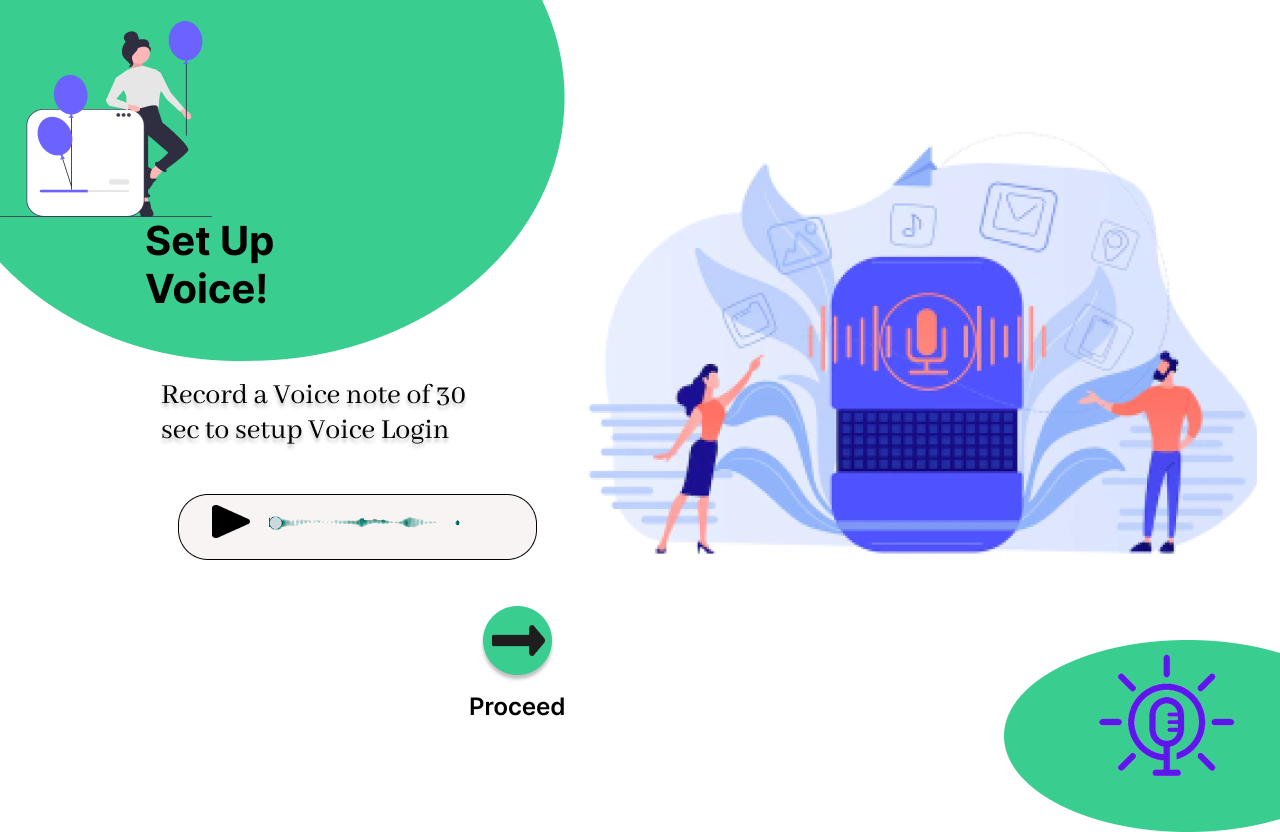 Set Up
Voice!
Record a Voice note of 30
sec to setup Voice Login
Proceed